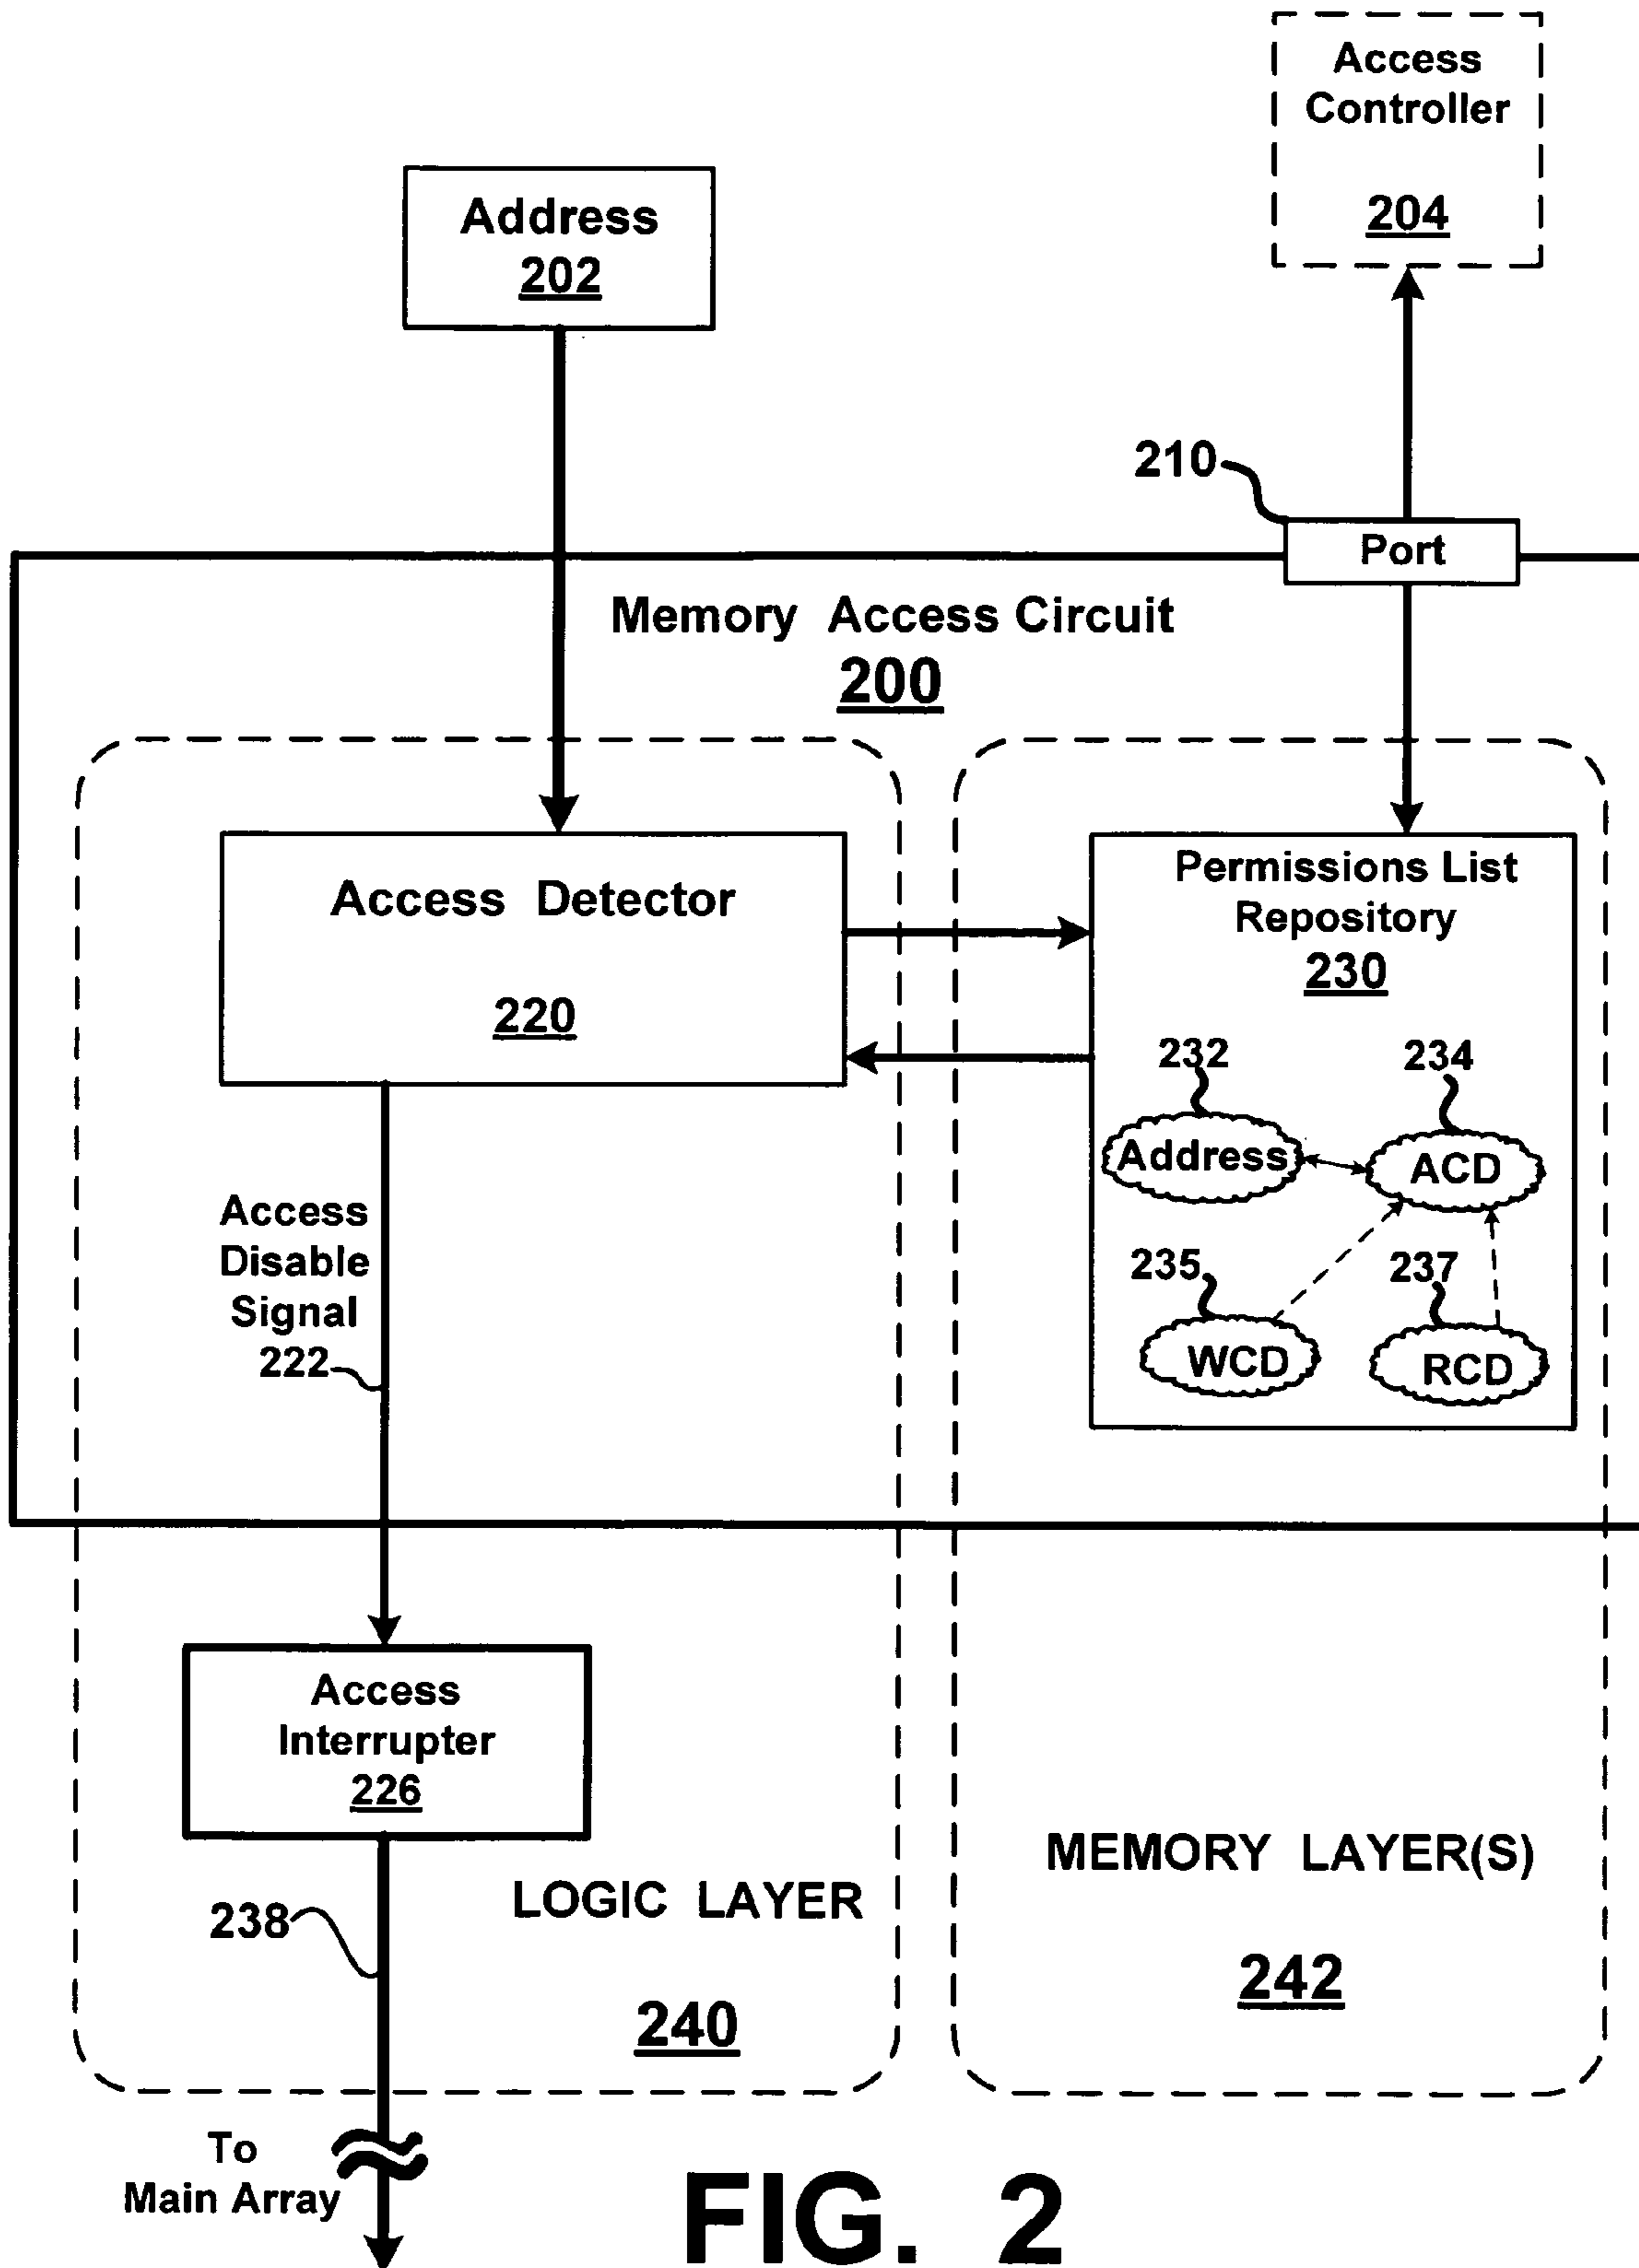 Access
Controller
204
Address
202
210
Port
Memory Access Circuit
200
Access Detector
220
Permissions List
Repository
230
232
234
Address
ACD
235
237
WCD
RCD
Access
Disable
Signal
222
Access
Interrupter
226
238
LOGIC LAYER
240
MEMORY LAYER(S)
242
To
Main Array
FIG. 2